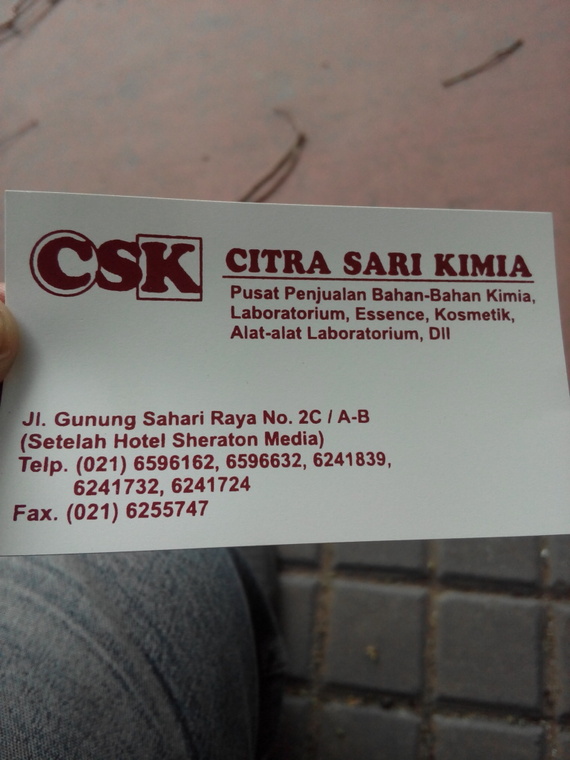 CSK
CITRA SARI KIMIA
Pusat Penjualan Bahan-Bahan Kimia,
Laboratorium, Essence, Kosmetik,
Alat-alat Laboratorium, Dll
Jl. Gunung Sahari Raya No. 2C / A-B
(Setelah Hotel Sheraton Media)
Telp. (021) 6596162, 6596632, 6241839,
6241732, 6241724
Fax. (021) 6255747